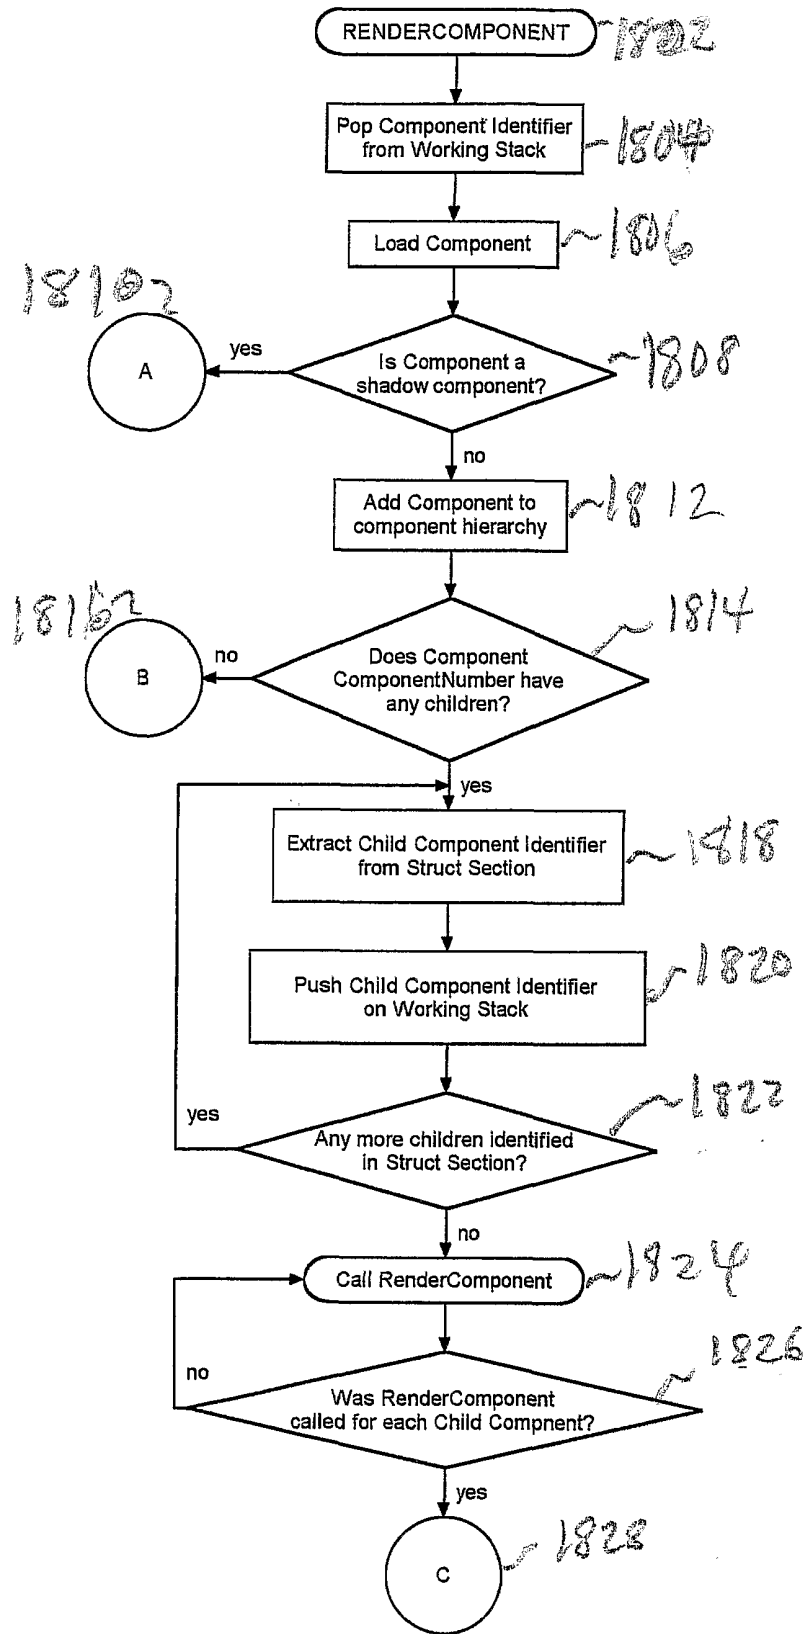 RENDERCOMPONENT
1802
Pop Component Identifier
from Working Stack
1804
Load Component
1806
1810
A
yes
Is Component a
shadow component?
1808
no
Add Component to
component hierarchy
1812
1816
B
no
Does Component
ComponentNumber have
any children?
1814
yes
Extract Child Component Identifier
from Struct Section
1818
Push Child Component Identifier
on Working Stack
1820
yes
Any more children identified
in Struct Section?
1822
no
Call RenderComponent
1824
no
Was RenderComponent
called for each Child Compnent?
1826
yes
C
1828